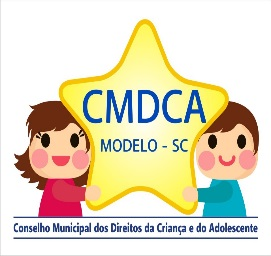 CMDCA
MODELO - SC
Conselho Municipal dos Direitos da Criança e do Adolescente